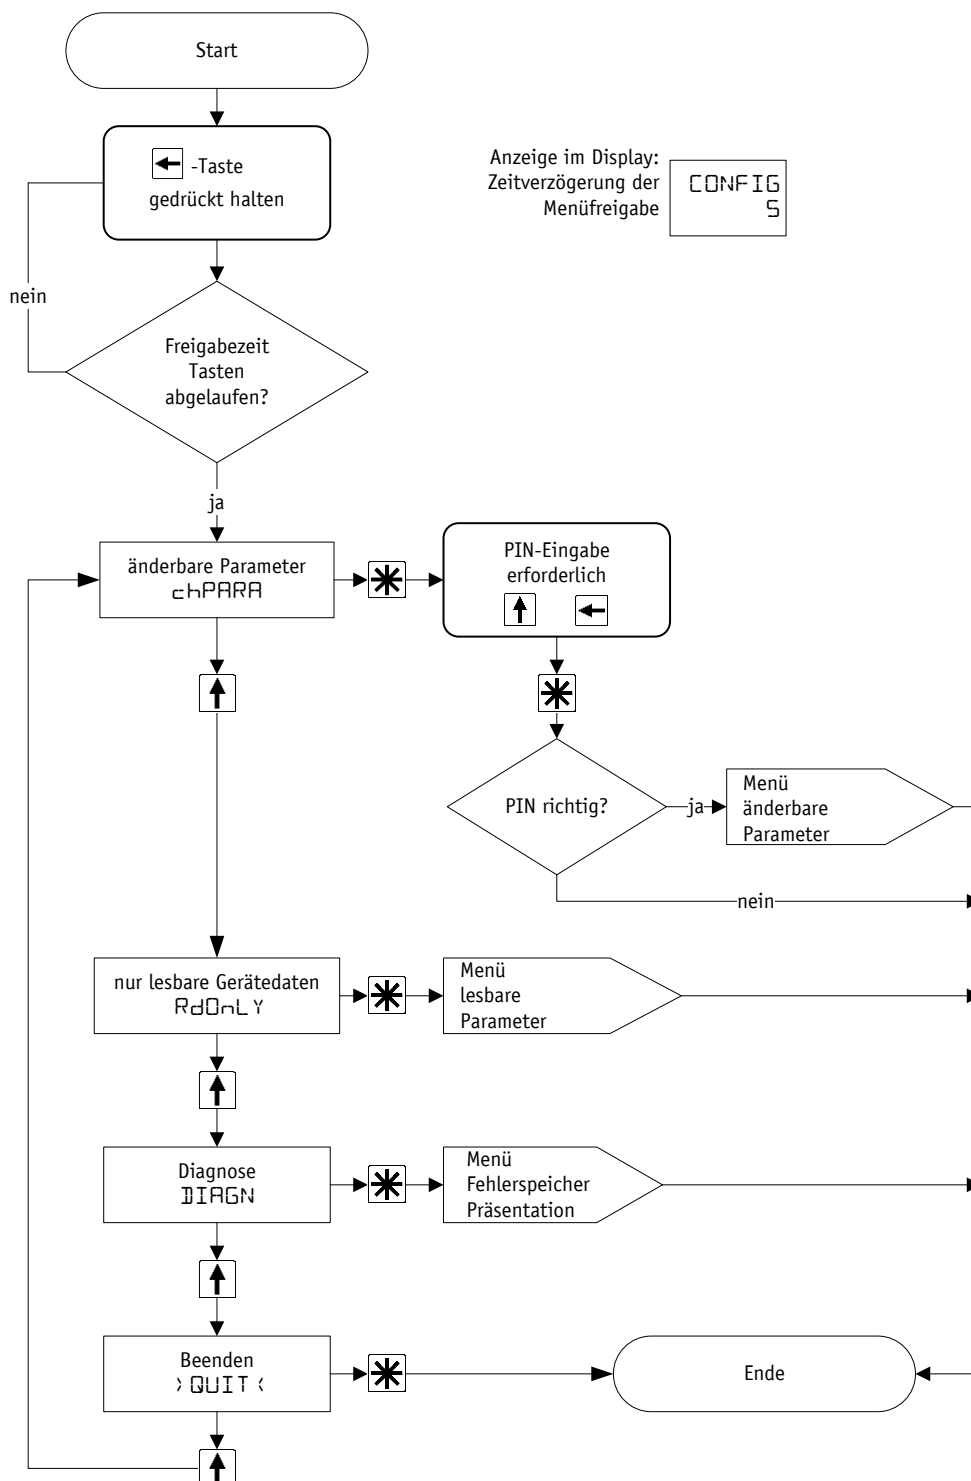 Start
-Taste
gedrückt halten
Anzeige im Display:
Zeitverzögerung der
Menüfreigabe
CONFIG
5
nein
Freigabezeit
Tasten
abgelaufen?
ja
änderbare Parameter
chPARA
PIN-Eingabe
erforderlich
PIN richtig?
ja
Menü
änderbare
Parameter
nein
nur lesbare Gerätedaten
RdOnLY
Menü
lesbare
Parameter
Diagnose
DIAGN
Menü
Fehlerspeicher
Präsentation
Beenden
>QUIT<
Ende